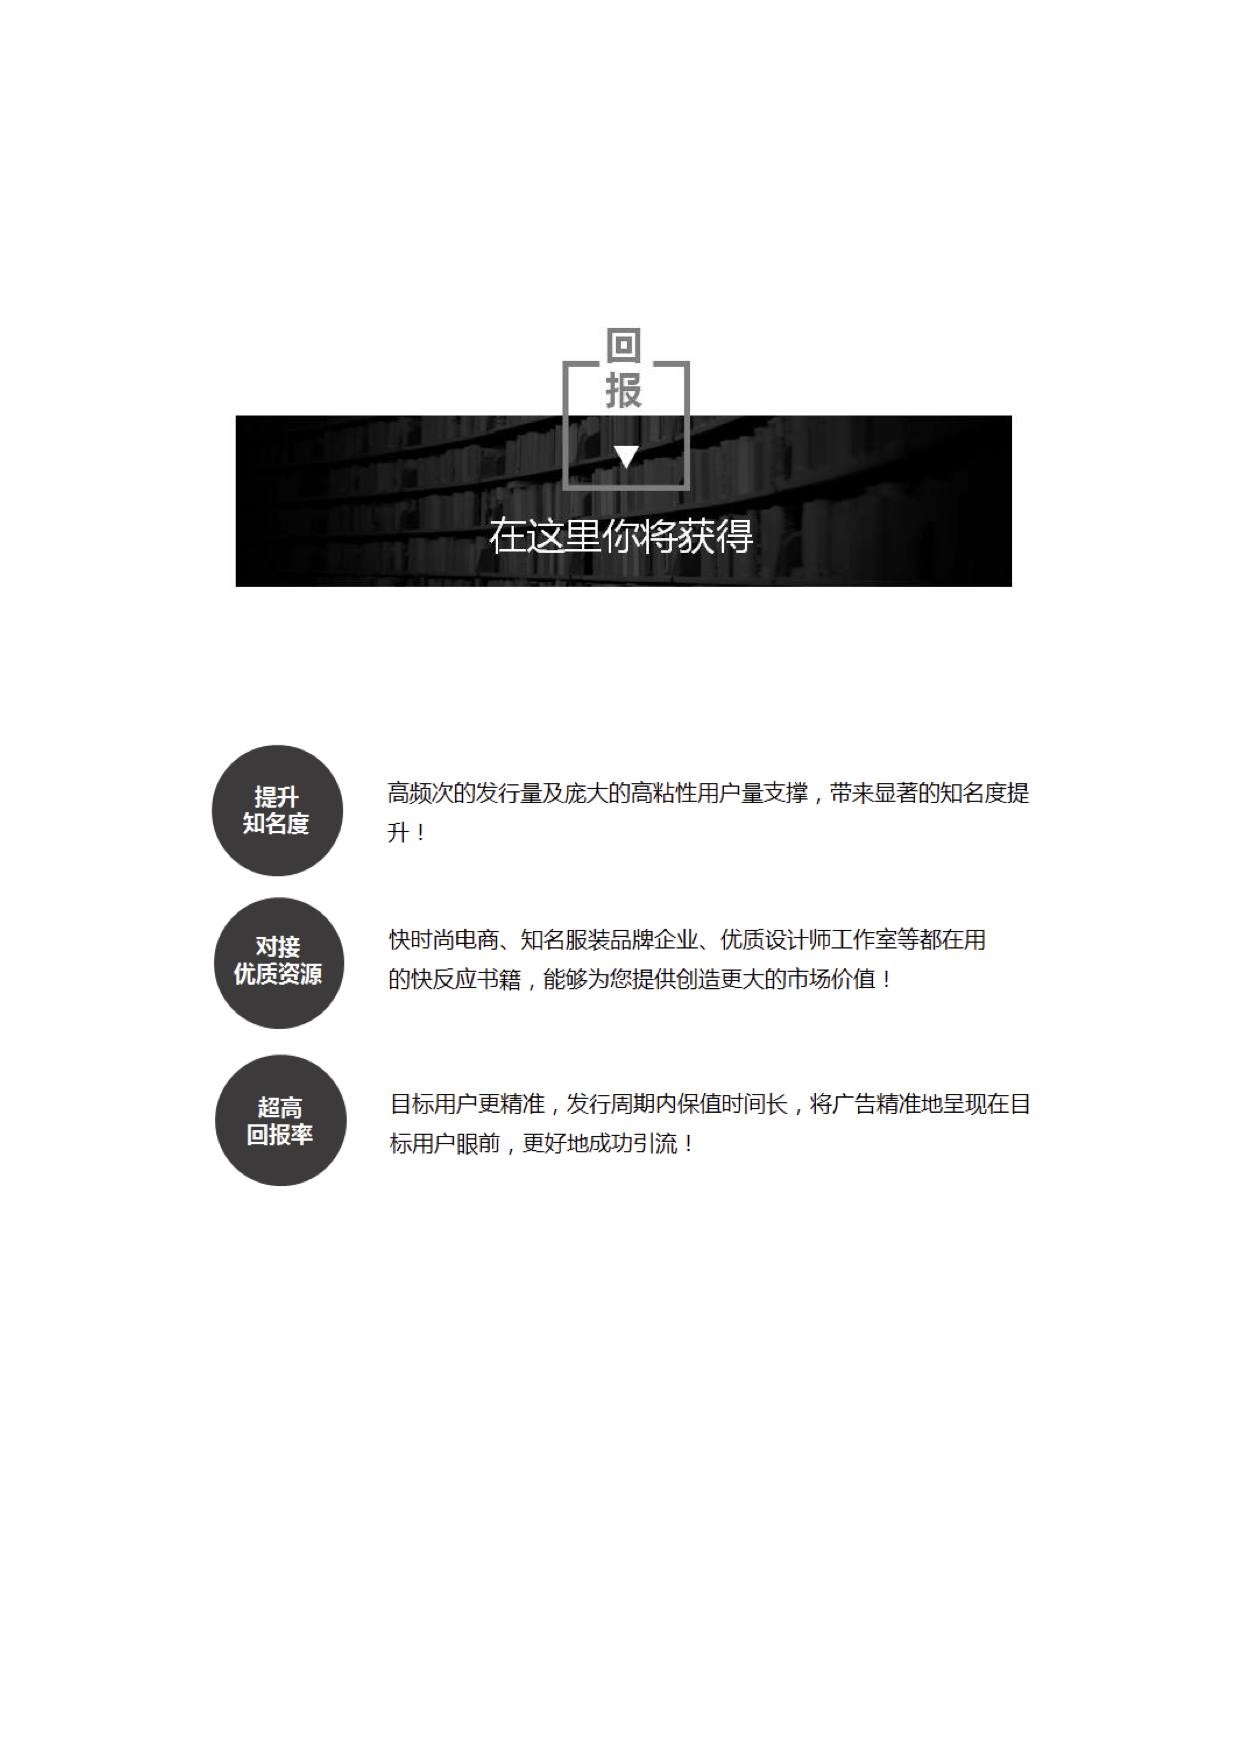 回
报
在这里你将获得
提升
知名度
高频次的发行量及庞大的高粘性用户量支撑，带来显著的知名度提
升！
对接
优质资源
快时尚电商、知名服装品牌企业、优质设计师工作室等都在用
的快反应书籍，能够为您提供创造更大的市场价值！
超高
回报率
目标用户更精准，发行周期内保值时间长，将广告精准地呈现在目
标用户眼前，更好地成功引流！